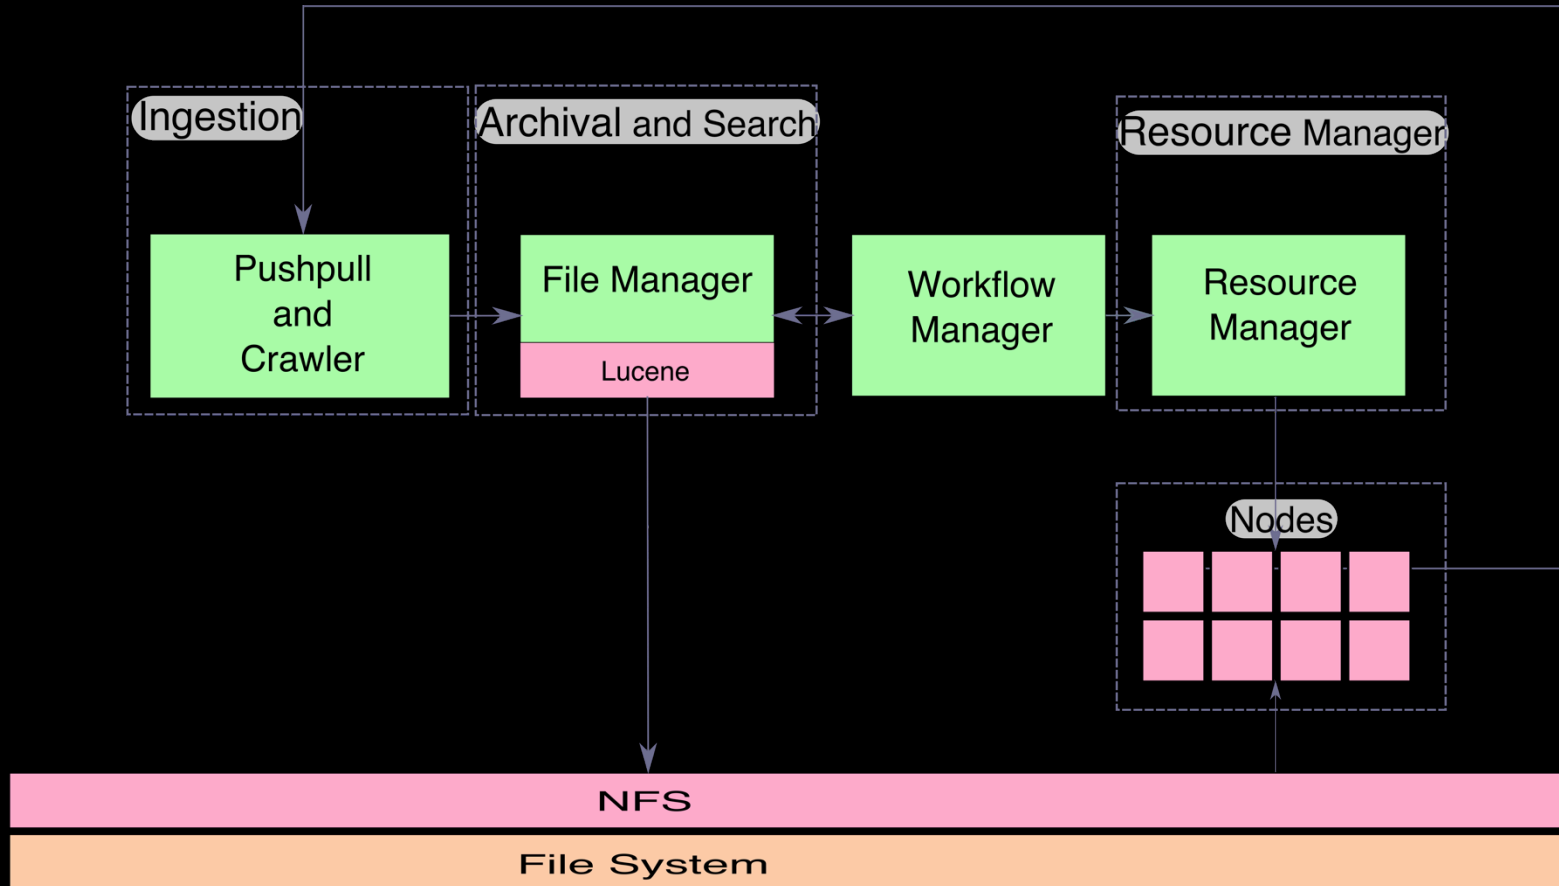 Ingestion
Archival and Search
Resource Manager
Pushpull
and
Crawler
File Manager
Lucene
Workflow
Manager
Resource
Manager
Nodes
NFS
File System